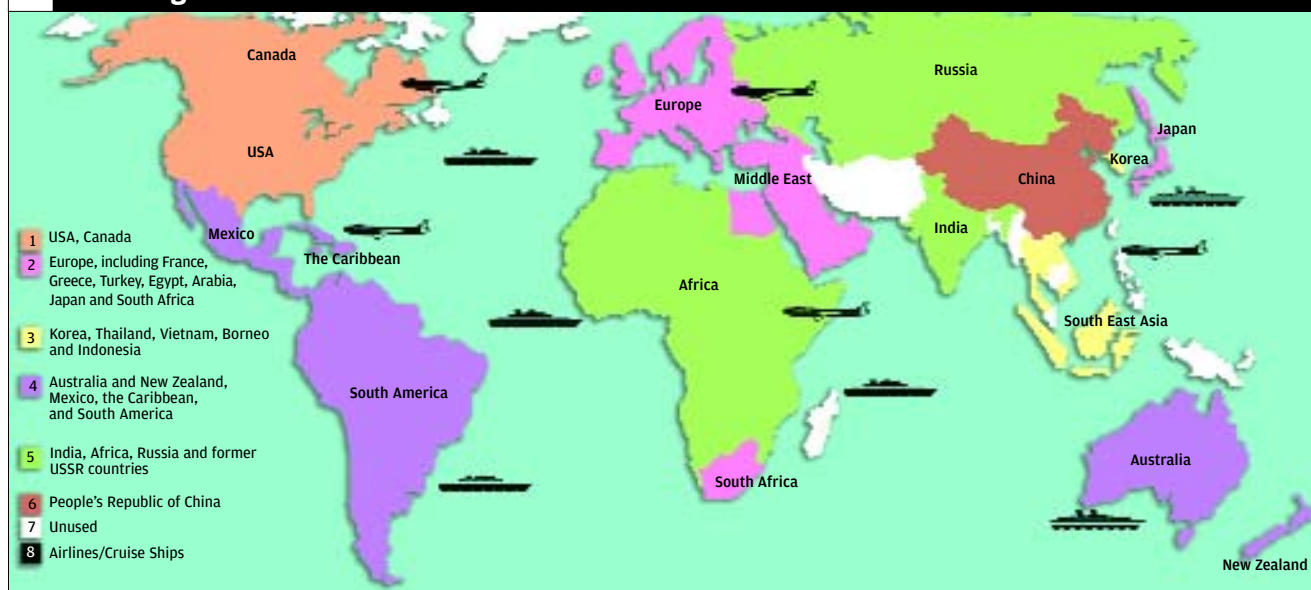 Canada
USA
Mexico
The Caribbean
South America
Europe
Middle East
Africa
South Africa
Russia
China
India
Korea
Japan
South East Asia
Australia
New Zealand
1 USA, Canada
2 Europe, including France,
Greece, Turkey, Egypt, Arabia,
Japan and South Africa
3 Korea, Thailand, Vietnam, Borneo
and Indonesia
4 Australia and New Zealand,
Mexico, the Caribbean,
and South America
5 India, Africa, Russia and former
USSR countries
6 People's Republic of China
7 Unused
8 Airlines/Cruise Ships